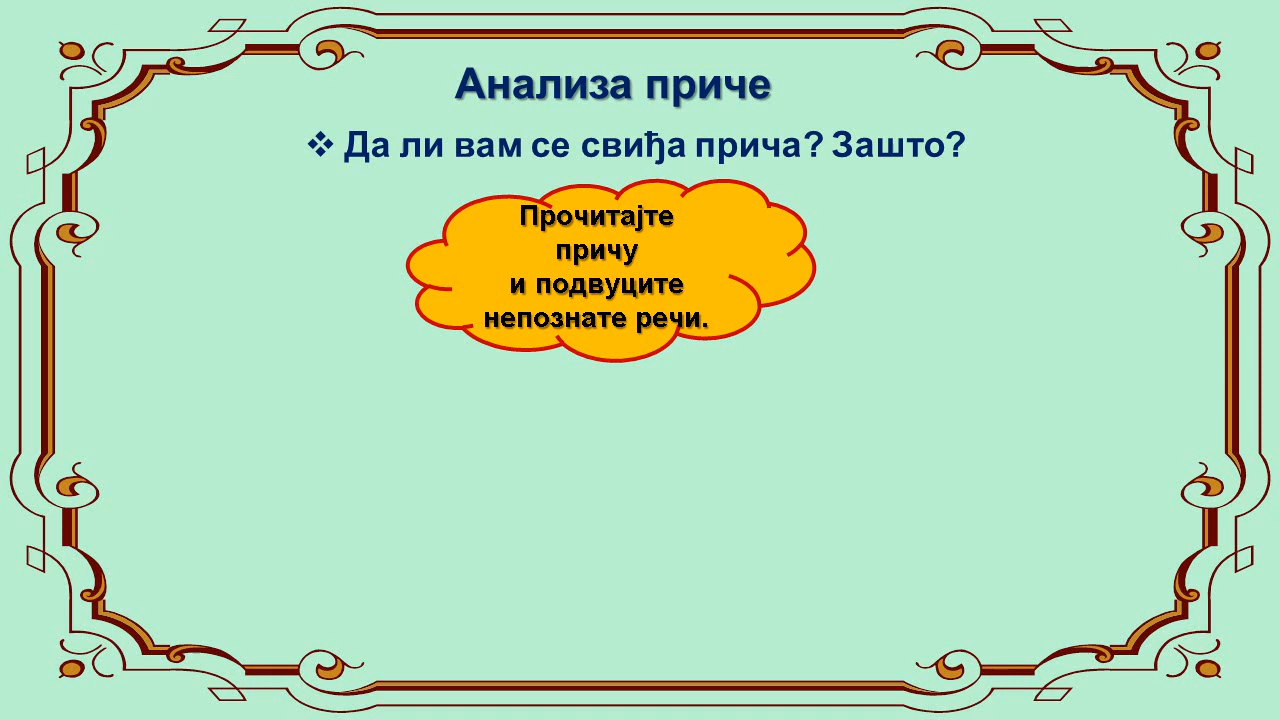 Анализа приче
❖ Да ли вам се свиђа прича? Зашто?
Прочитајте
причу
и подвуците
непознате речи.